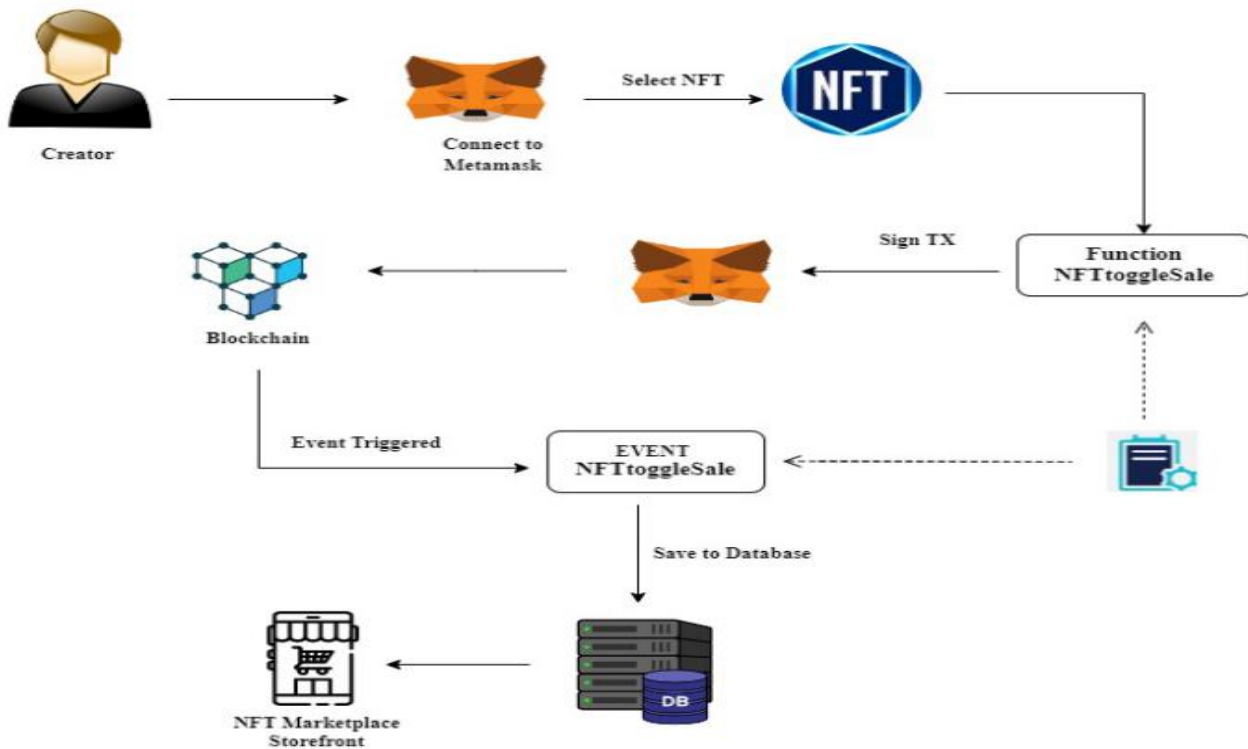 Creator
Connect to
Metamask
Select NFT
NFT
Function
NFTtoggleSale
Sign TX
Blockchain
Event Triggered
EVENT
NFTtoggleSale
Save to Database
DB
NFT Marketplace
Storefront